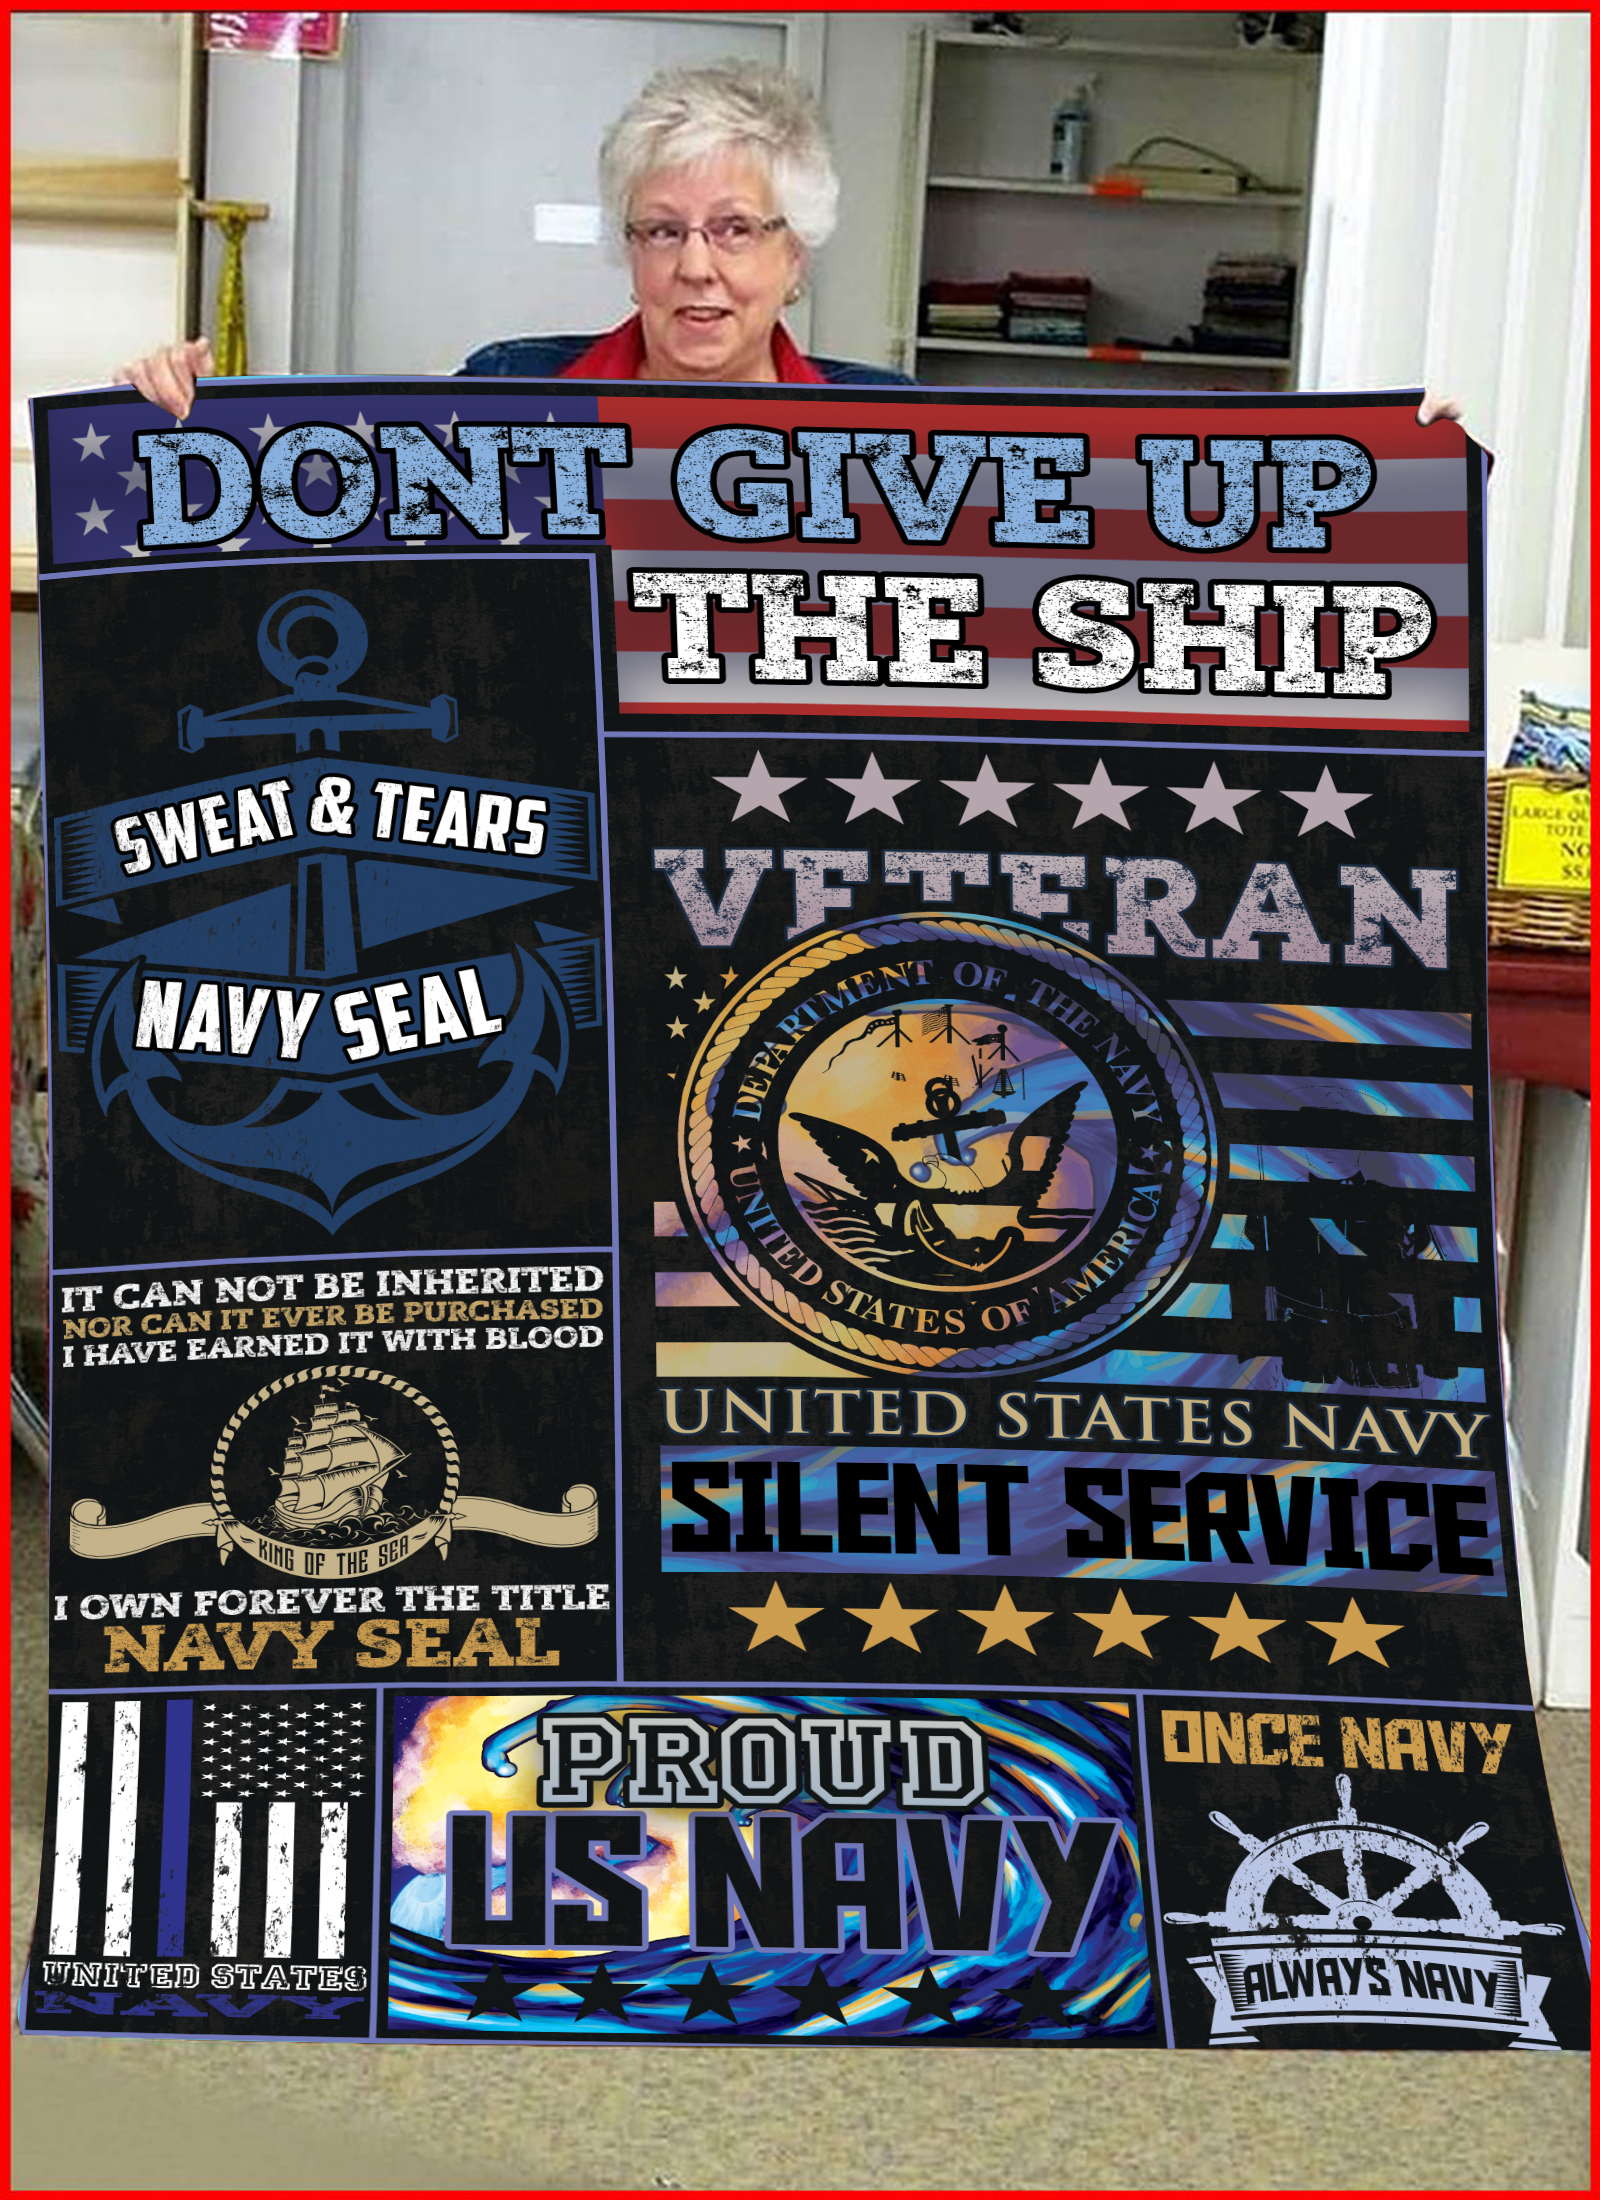 DONT GIVE UP
THE SHIP
SWEAT & TEARS
NAVY SEAL
IT CAN NOT BE INHERITED
NOR CAN IT EVER BE PURCHASED
I HAVE EARNED IT WITH BLOOD
KING OF THE SEA
I OWN FOREVER THE TITLE
NAVY SEAL
VETERAN
DEPARTMENT OF THE NAVY
UNITED STATES OF AMERICA
UNITED STATES NAVY
SILENT SERVICE
UNITED STATES
NAVY
PROUD
US NAVY
ONCE NAVY
ALWAYS NAVY
LARGE
TOTE
NO